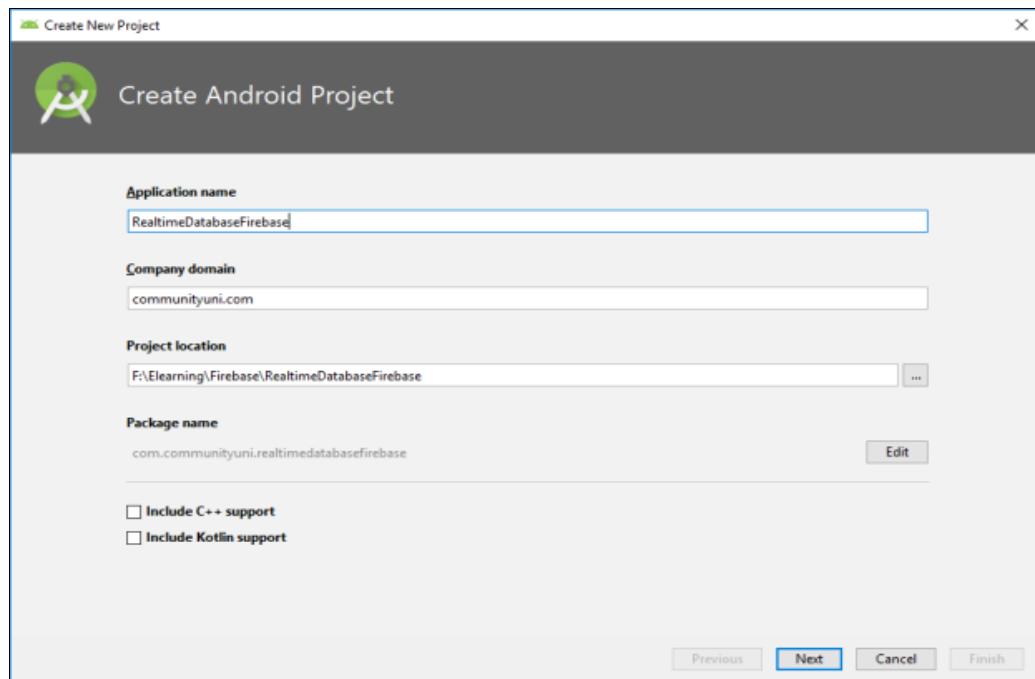 Create New Project
Create Android Project
Application name
RealtimeDatabaseFirebase
Company domain
communityuni.com
Project location
F:\Elearning\Firebase\RealtimeDatabaseFirebase
...
Package name
com.communityuni.realtimedatabasefirebase
Edit
Include C++ support
Include Kotlin support
Previous Next Cancel Finish